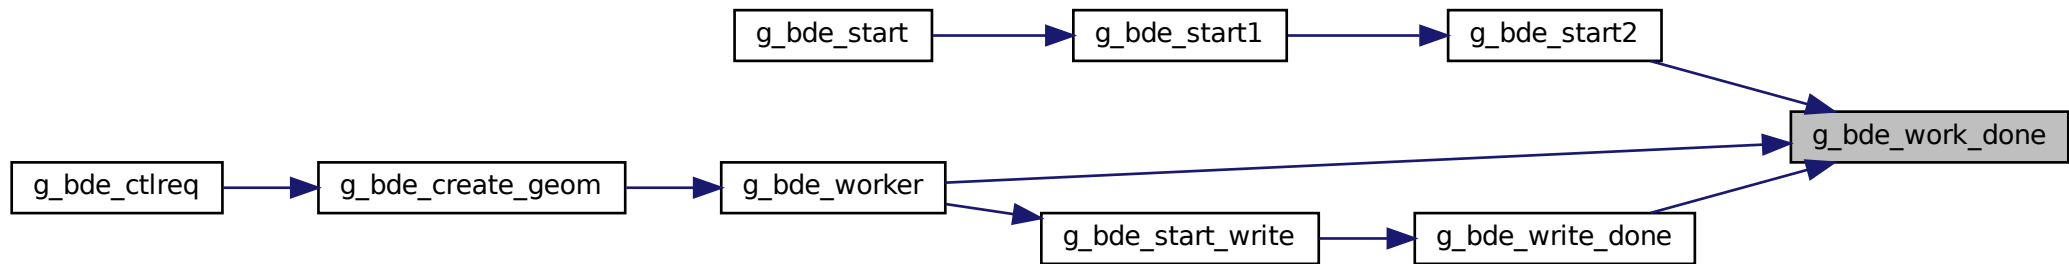 g_bde_start
g_bde_start1
g_bde_start2
g_bde_work_done
g_bde_ctlreq
g_bde_create_geom
g_bde_worker
g_bde_start_write
g_bde_write_done